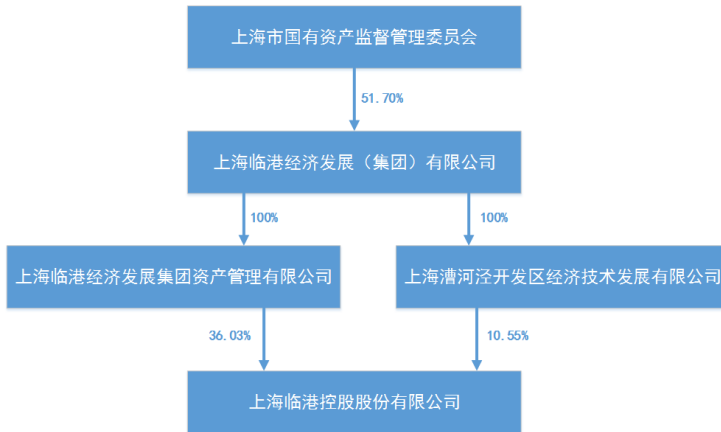 上海市国有资产监督管理委员会
51.70%
上海临港经济发展（集团）有限公司
100%
100%
上海临港经济发展集团资产管理有限公司
上海漕河泾开发区经济技术发展有限公司
36.03%
10.55%
上海临港控股股份有限公司